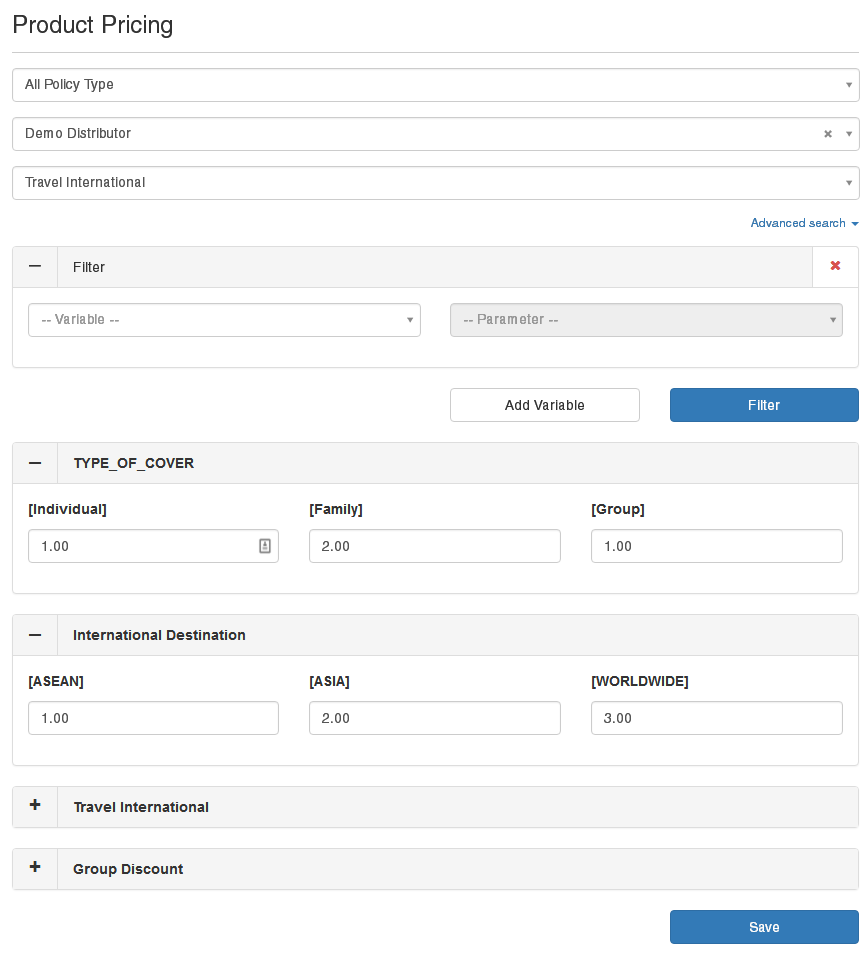 Product Pricing
All Policy Type
Demo Distributor
Travel International
Advanced search
Filter
-- Variable -- -- Parameter --
Add Variable Filter
TYPE_OF_COVER
[Individual] [Family] [Group]
1.00 2.00 1.00
International Destination
[ASEAN] [ASIA] [WORLDWIDE]
1.00 2.00 3.00
Travel International
Group Discount
Save